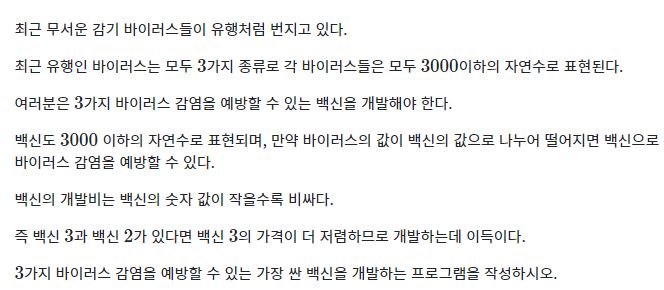 최근 무서운 감기 바이러스들이 유행처럼 번지고 있다.
최근 유행인 바이러스는 모두 3가지 종류로 각 바이러스들은 모두 3000이하의 자연수로 표현된다.
여러분은 3가지 바이러스 감염을 예방할 수 있는 백신을 개발해야 한다.
백신도 3000 이하의 자연수로 표현되며, 만약 바이러스의 값이 백신의 값으로 나누어 떨어지면 백신으로
바이러스 감염을 예방할 수 있다.
백신의 개발비는 백신의 숫자 값이 작을수록 비싸다.
즉 백신 3과 백신 2가 있다면 백신 3의 가격이 더 저렴하므로 개발하는데 이득이다.
3가지 바이러스 감염을 예방할 수 있는 가장 싼 백신을 개발하는 프로그램을 작성하시오.